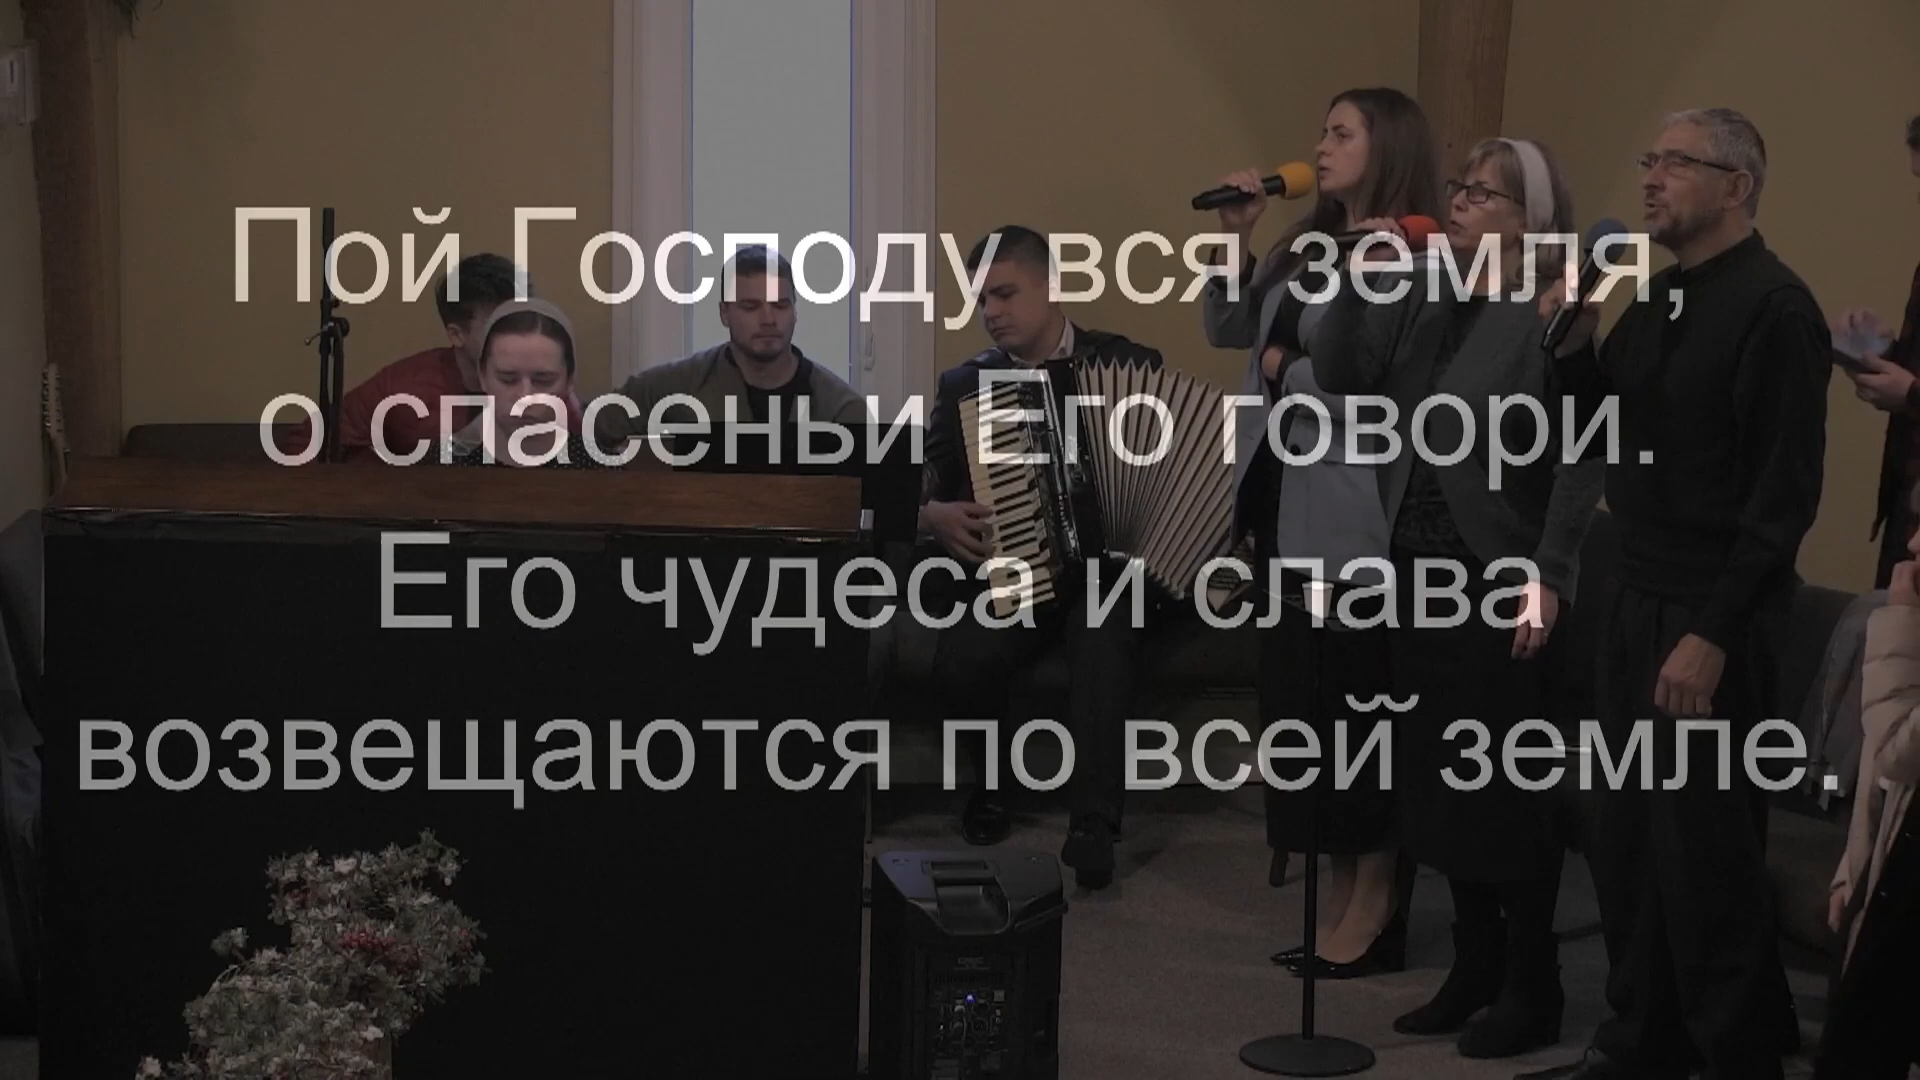 Пой Господу вся земля,
о спасеньи Его говори.
Его чудеса и слава
возвещаются по всей земле.